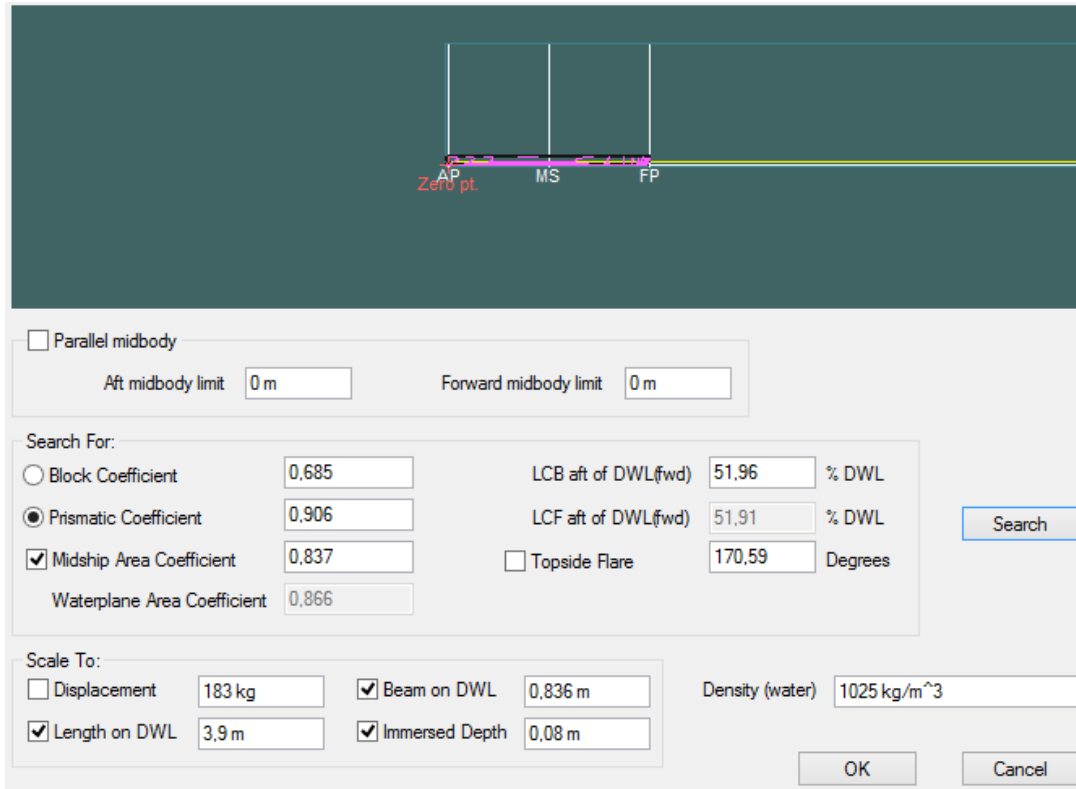 AP MS FP
Zero pt.
Parallel midbody
Aft midbody limit 0 m Forward midbody limit 0 m
Search For:
Block Coefficient 0,685 LCB aft of DWL(fwd) 51,96 % DWL
Prismatic Coefficient 0,906 LCF aft of DWL(fwd) 51,91 % DWL
Search
Midship Area Coefficient 0,837 Topside Flare 170,59 Degrees
Waterplane Area Coefficient 0,866
Scale To:
Displacement 183 kg Beam on DWL 0,836 m Density (water) 1025 kg/m^3
Length on DWL 3,9 m Immersed Depth 0,08 m
OK Cancel